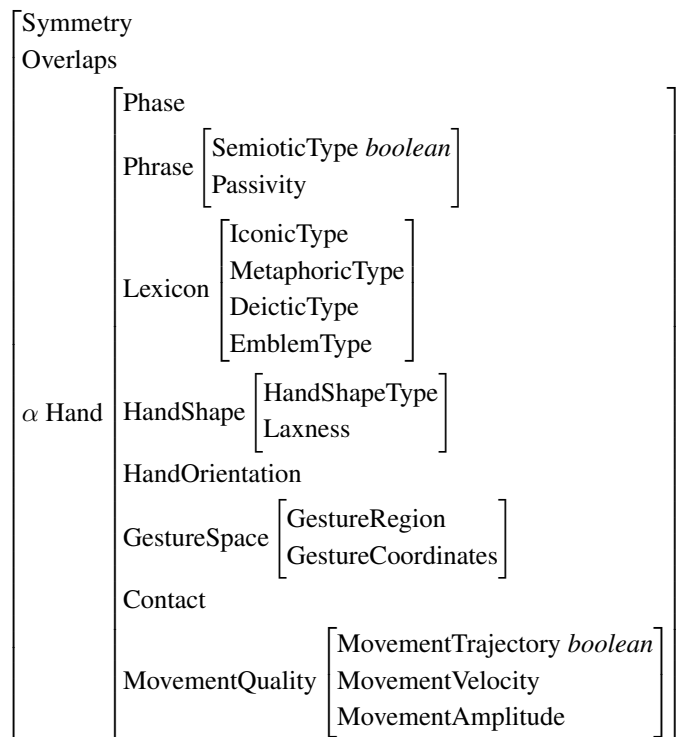 Symmetry
Overlaps
α Hand
Phase
Phrase
SemioticType boolean
Passivity
Lexicon
IconicType
MetaphoricType
DeicticType
EmblemType
HandShape
HandShapeType
Laxness
HandOrientation
GestureSpace
GestureRegion
GestureCoordinates
Contact
MovementQuality
MovementTrajectory boolean
MovementVelocity
MovementAmplitude